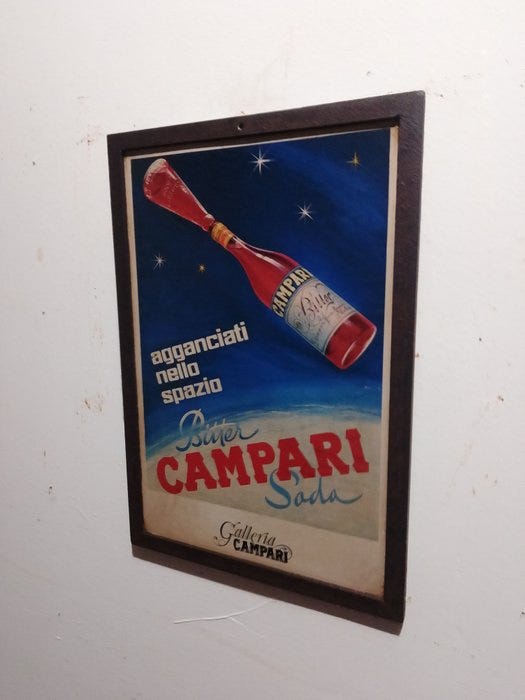 CAMPARI
Bitter
agganciati
nello
spazio
Bitter
CAMPARI
Soda
Galleria
CAMPARI